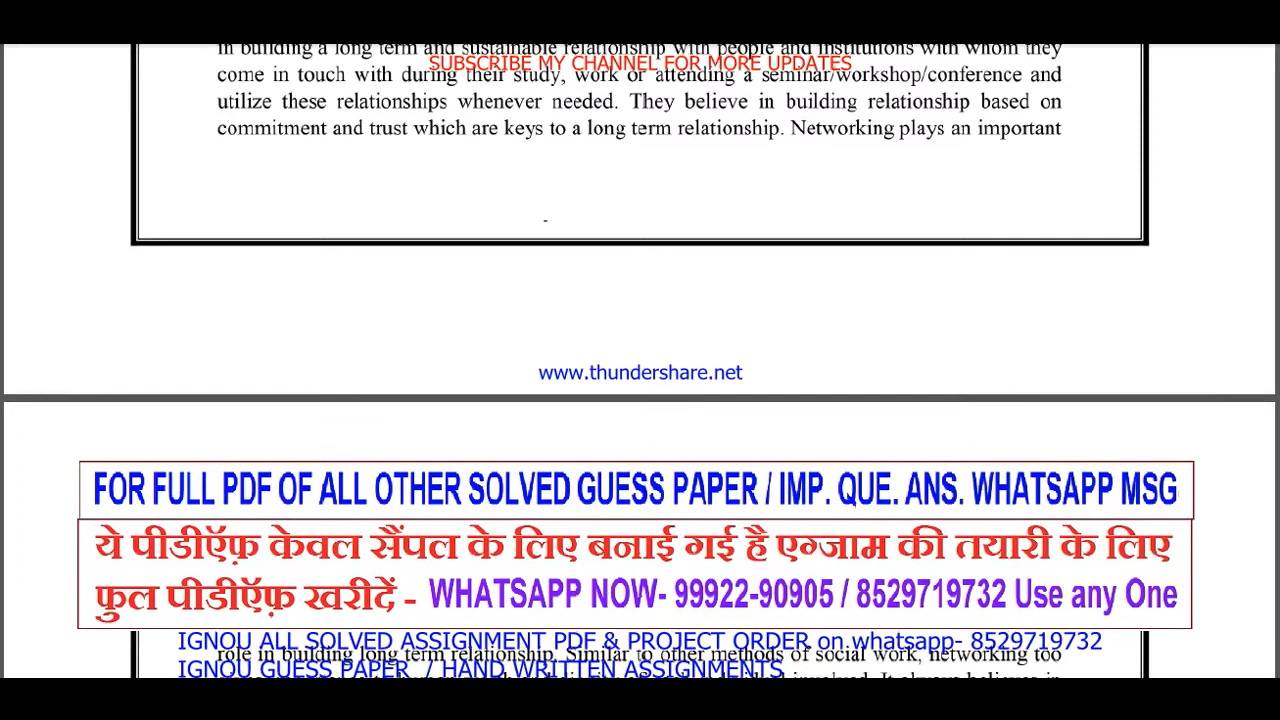 in building a long term and sustainable relationship with people and institutions with whom they
SUBSCRIBE MY CHANNEL FOR MORE UPDATES
come in touch with during their study, work or attending a seminar/workshop/conference and
utilize these relationships whenever needed. They believe in building relationship based on
commitment and trust which are keys to a long term relationship. Networking plays an important
www.thundershare.net
FOR FULL PDF OF ALL OTHER SOLVED GUESS PAPER / IMP. QUE. ANS. WHATSAPP MSG
ये पीडीऍफ़ केवल सैंपल के लिए बनाई गई है एग्जाम की तयारी के लिए
फुल पीडीऍफ़ खरीदें - WHATSAPP NOW- 99922-90905 / 8529719732 Use any One
IGNOU ALL SOLVED ASSIGNMENT PDF & PROJECT ORDER on whatsapp- 8529719732
role in building long term relationship. Similar to other methods of social work, networking too
IGNOU GUESS PAPER / HAND WRITTEN ASSIGNMENTS
involved. It always believes in